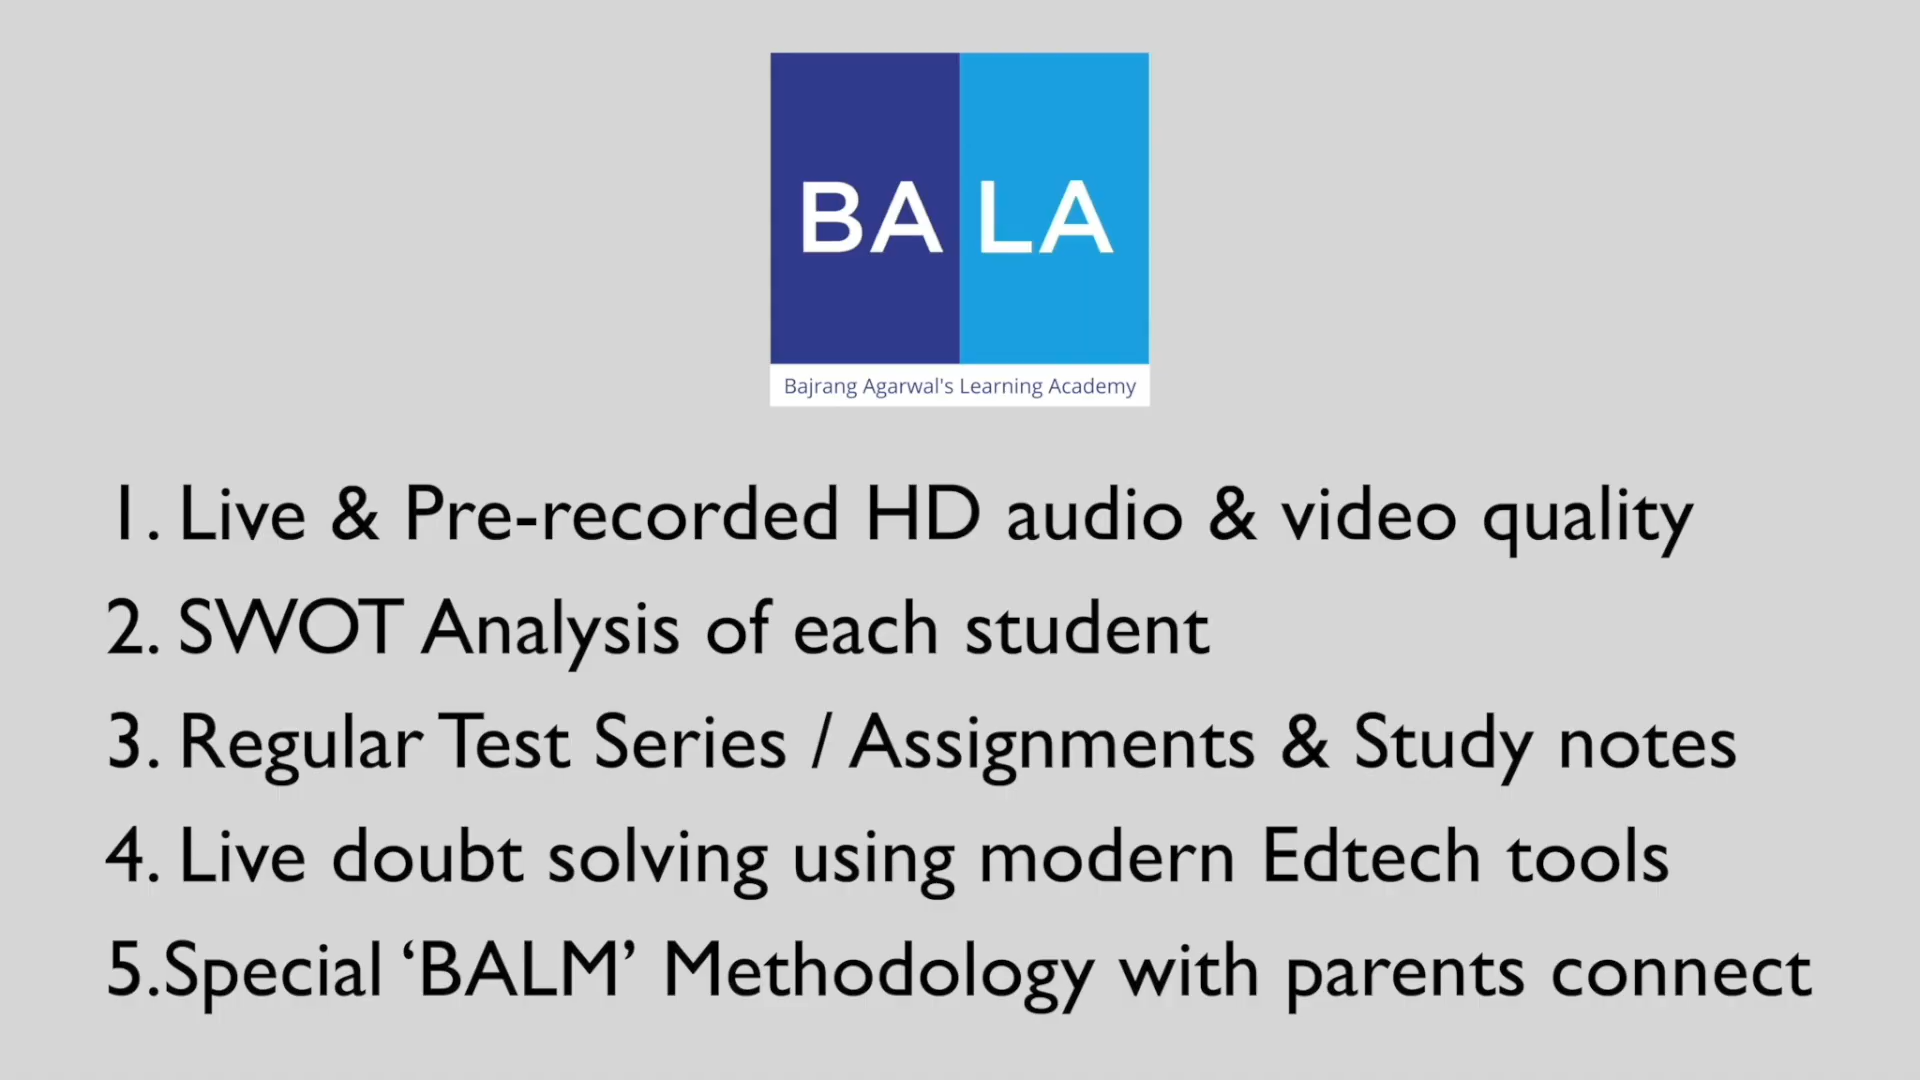 BALA
Bajrang Agarwal's Learning Academy
1. Live & Pre-recorded HD audio & video quality
2. SWOT Analysis of each student
3. Regular Test Series / Assignments & Study notes
4. Live doubt solving using modern Edtech tools
5.Special ‘BALM’ Methodology with parents connect